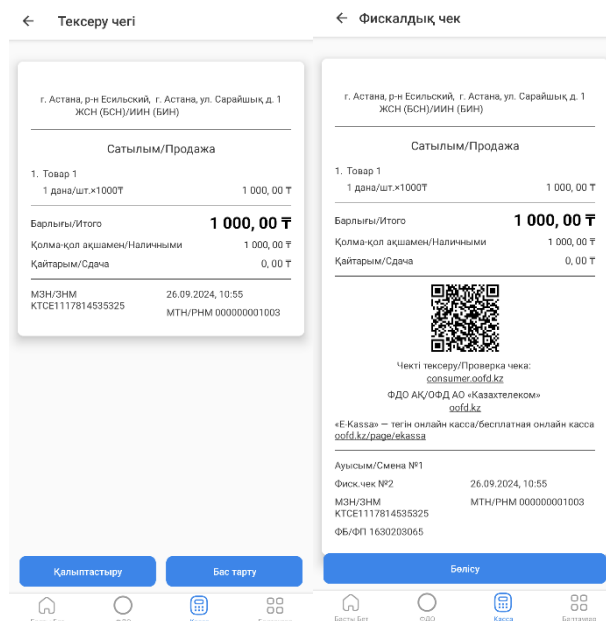 ← Тексеру чегі
г. Астана, р-н Есильский, г. Астана, ул. Сарайшық д. 1
ЖСН (БСН)/ИИН (БИН)
Сатылым/Продажа
1. Товар 1
1 дана/шт.×1000₸ 1 000, 00 ₸
Барлығы/Итого 1 000, 00 ₸
Қолма-қол ақшамен/Наличными 1 000, 00 ₸
Қайтарым/Сдача 0, 00 ₸
МЗН/ЗНМ 26.09.2024, 10:55
KTCE1117814535325
МТН/РНМ 000000001003
Қалыптастыру Бас тарту
Касса
← Фискалдық чек
г. Астана, р-н Есильский, г. Астана, ул. Сарайшық д. 1
ЖСН (БСН)/ИИН (БИН)
Сатылым/Продажа
1. Товар 1
1 дана/шт.×1000₸ 1 000, 00 ₸
Барлығы/Итого 1 000, 00 ₸
Қолма-қол ақшамен/Наличными 1 000, 00 ₸
Қайтарым/Сдача 0, 00 ₸
Чекті тексеру/Проверка чека:
consumer.oofd.kz
ФДО АҚ/ОФД АО «Казахтелеком»
oofd.kz
«E-Kassa» — тегін онлайн касса/бесплатная онлайн касса
oofd.kz/page/ekassa
Ауысым/Смена №1
Фиск.чек №2 26.09.2024, 10:55
МЗН/ЗНМ МТН/РНМ 000000001003
KTCE1117814535325
ФБ/ФП 1630203065
Бөлісу
Басты Бет ФДО Касса